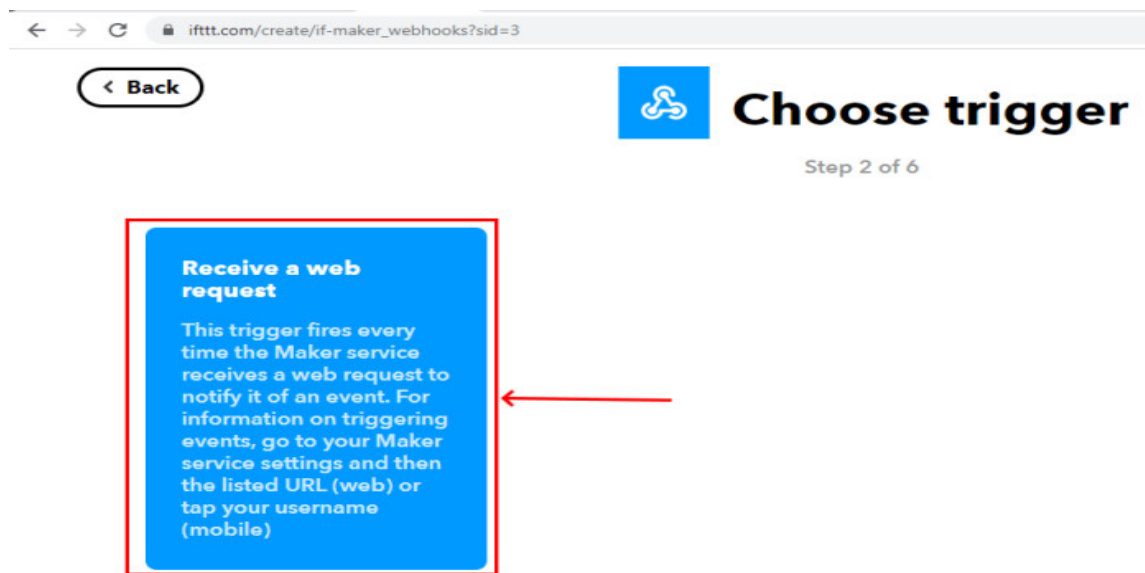 ifttt.com/create/if-maker_webhooks?sid=3
Back
Choose trigger
Step 2 of 6
Receive a web
request
This trigger fires every
time the Maker service
receives a web request to
notify it of an event. For
information on triggering
events, go to your Maker
service settings and then
the listed URL (web) or
tap your username
(mobile)